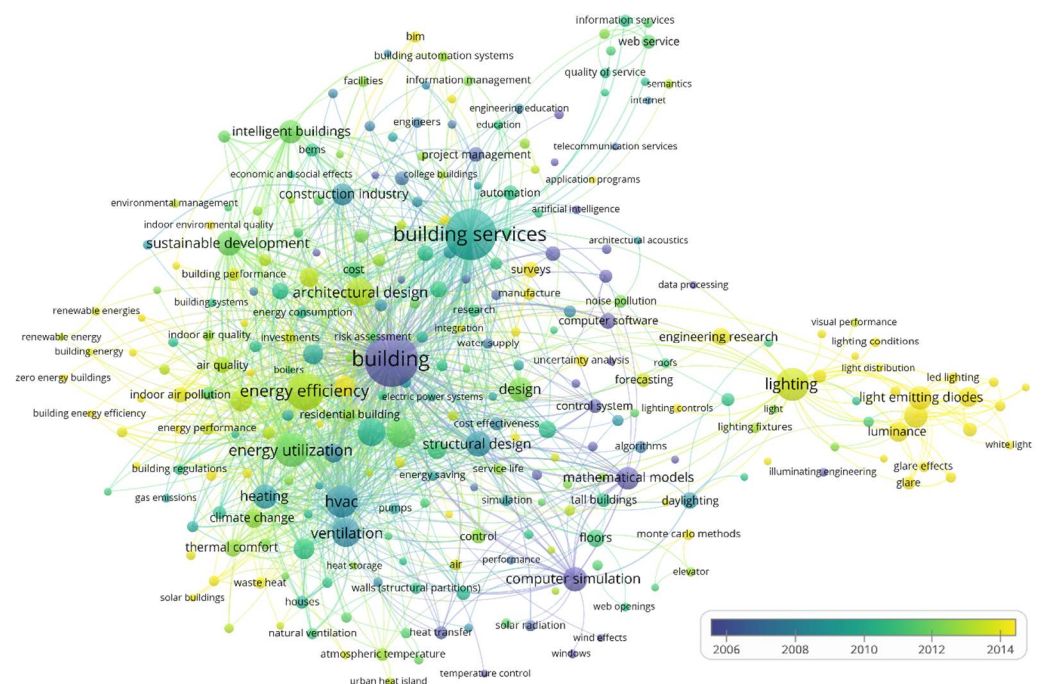 information services
bim
web service
building automation systems
quality of service
facilities
information management
semantics
internet
engineering education
intelligent buildings
engineers
education
bems
project management
telecommunication services
economic and social effects
college buildings
application programs
construction industry
automation
environmental management
artificial intelligence
indoor environmental quality
building services
sustainable development
architectural acoustics
cost
surveys
building performance
data processing
architectural design
manufacture
building systems
noise pollution
renewable energies
energy consumption
research
computer software
visual performance
integration
renewable energy
indoor air quality
investments
risk assessment
engineering research
water supply
lighting conditions
building energy
building
uncertainty analysis
air quality
boilers
roofs
light distribution
zero energy buildings
forecasting
led lighting
lighting
indoor air pollution
energy efficiency
design
electric power systems
light emitting diodes
control system
lighting controls
light
building energy efficiency
residential building
energy performance
cost effectiveness
lighting fixtures
luminance
structural design
algorithms
white light
energy utilization
building regulations
energy saving
service life
glare effects
illuminating engineering
mathematical models
glare
heating
gas emissions
hvac
simulation
tall buildings
daylighting
pumps
climate change
ventilation
control
floors
monte carlo methods
thermal comfort
performance
heat storage
air
elevator
computer simulation
waste heat
walls (structural partitions)
solar buildings
houses
web openings
solar radiation
natural ventilation
heat transfer
wind effects
atmospheric temperature
windows
temperature control
urban heat island
2006 2008 2010 2012 2014